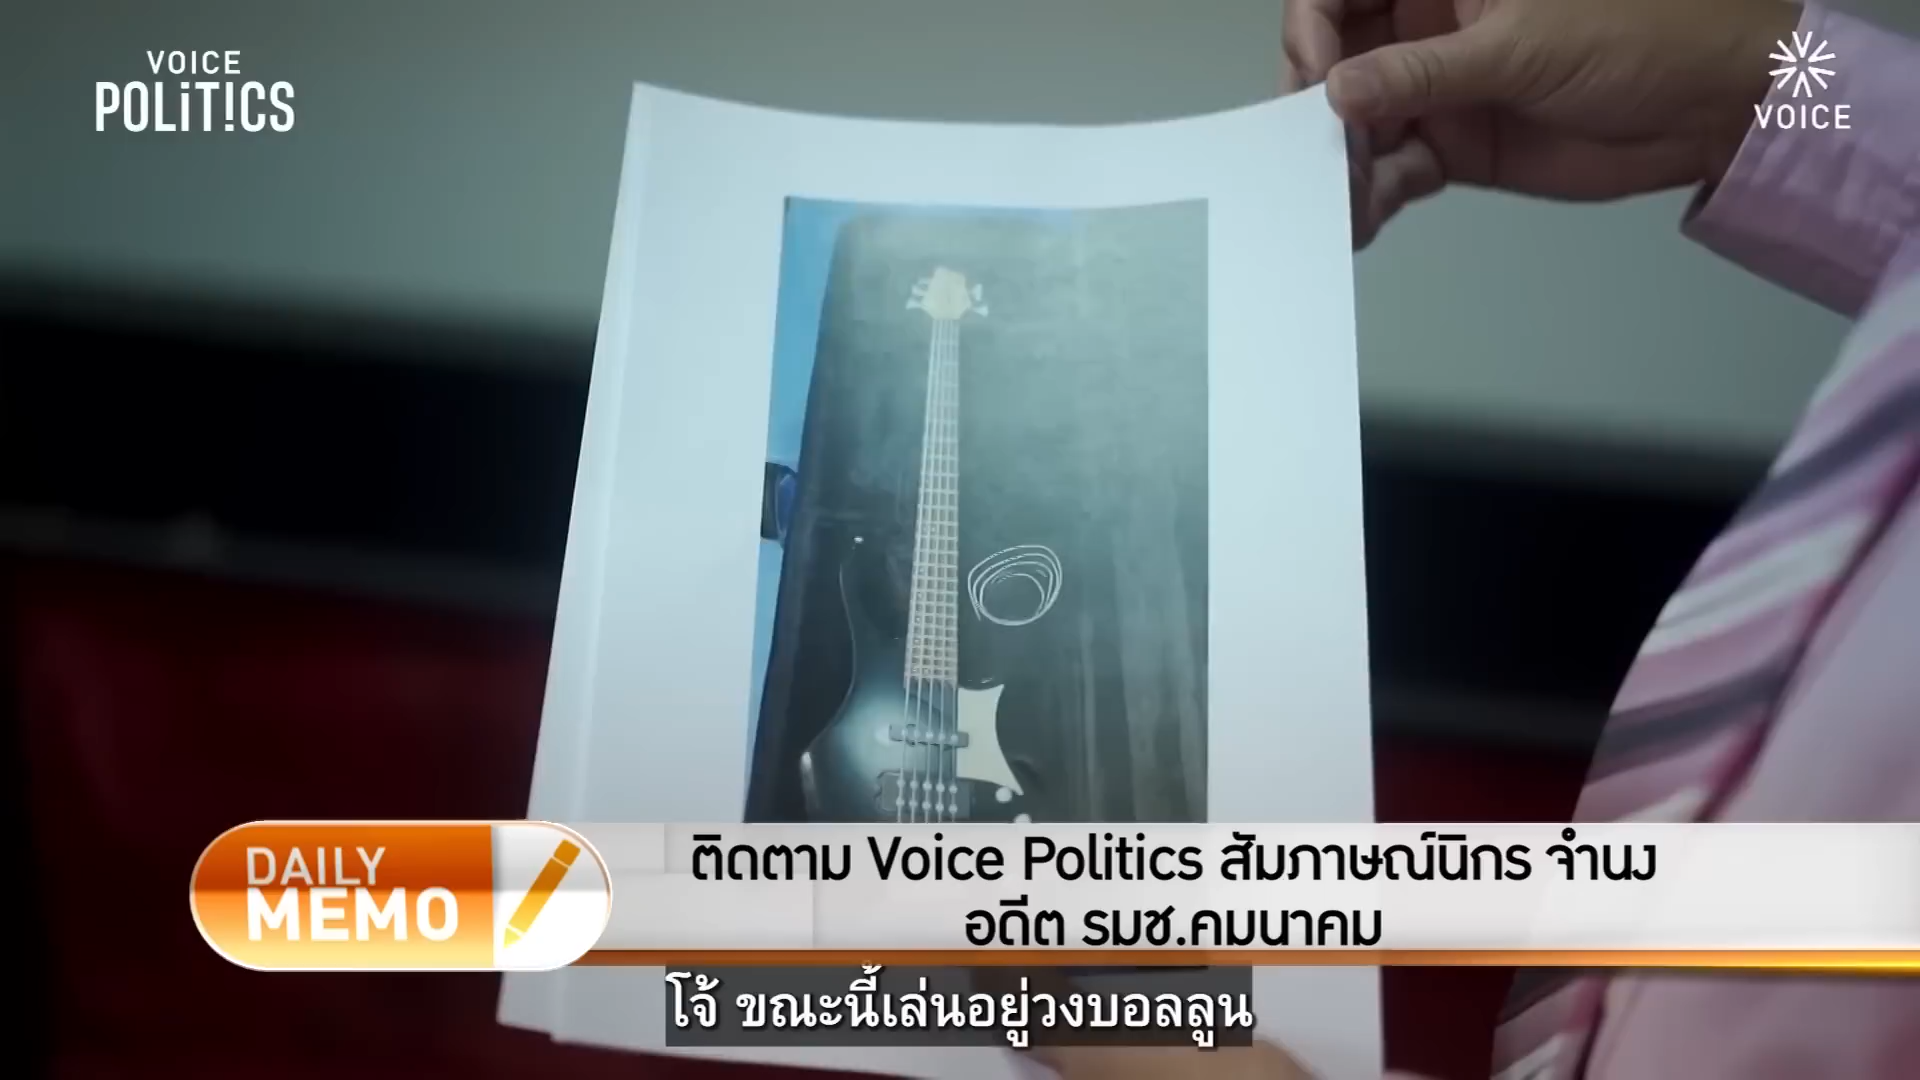 VOICE
POLiT!CS
VOICE
DAILY
MEMO
ติดตาม Voice Politics สัมภาษณ์นิกร จำนง
อดีต รมช.คมนาคม
โจ้ ขณะนี้เล่นอยู่วงบอลลูน